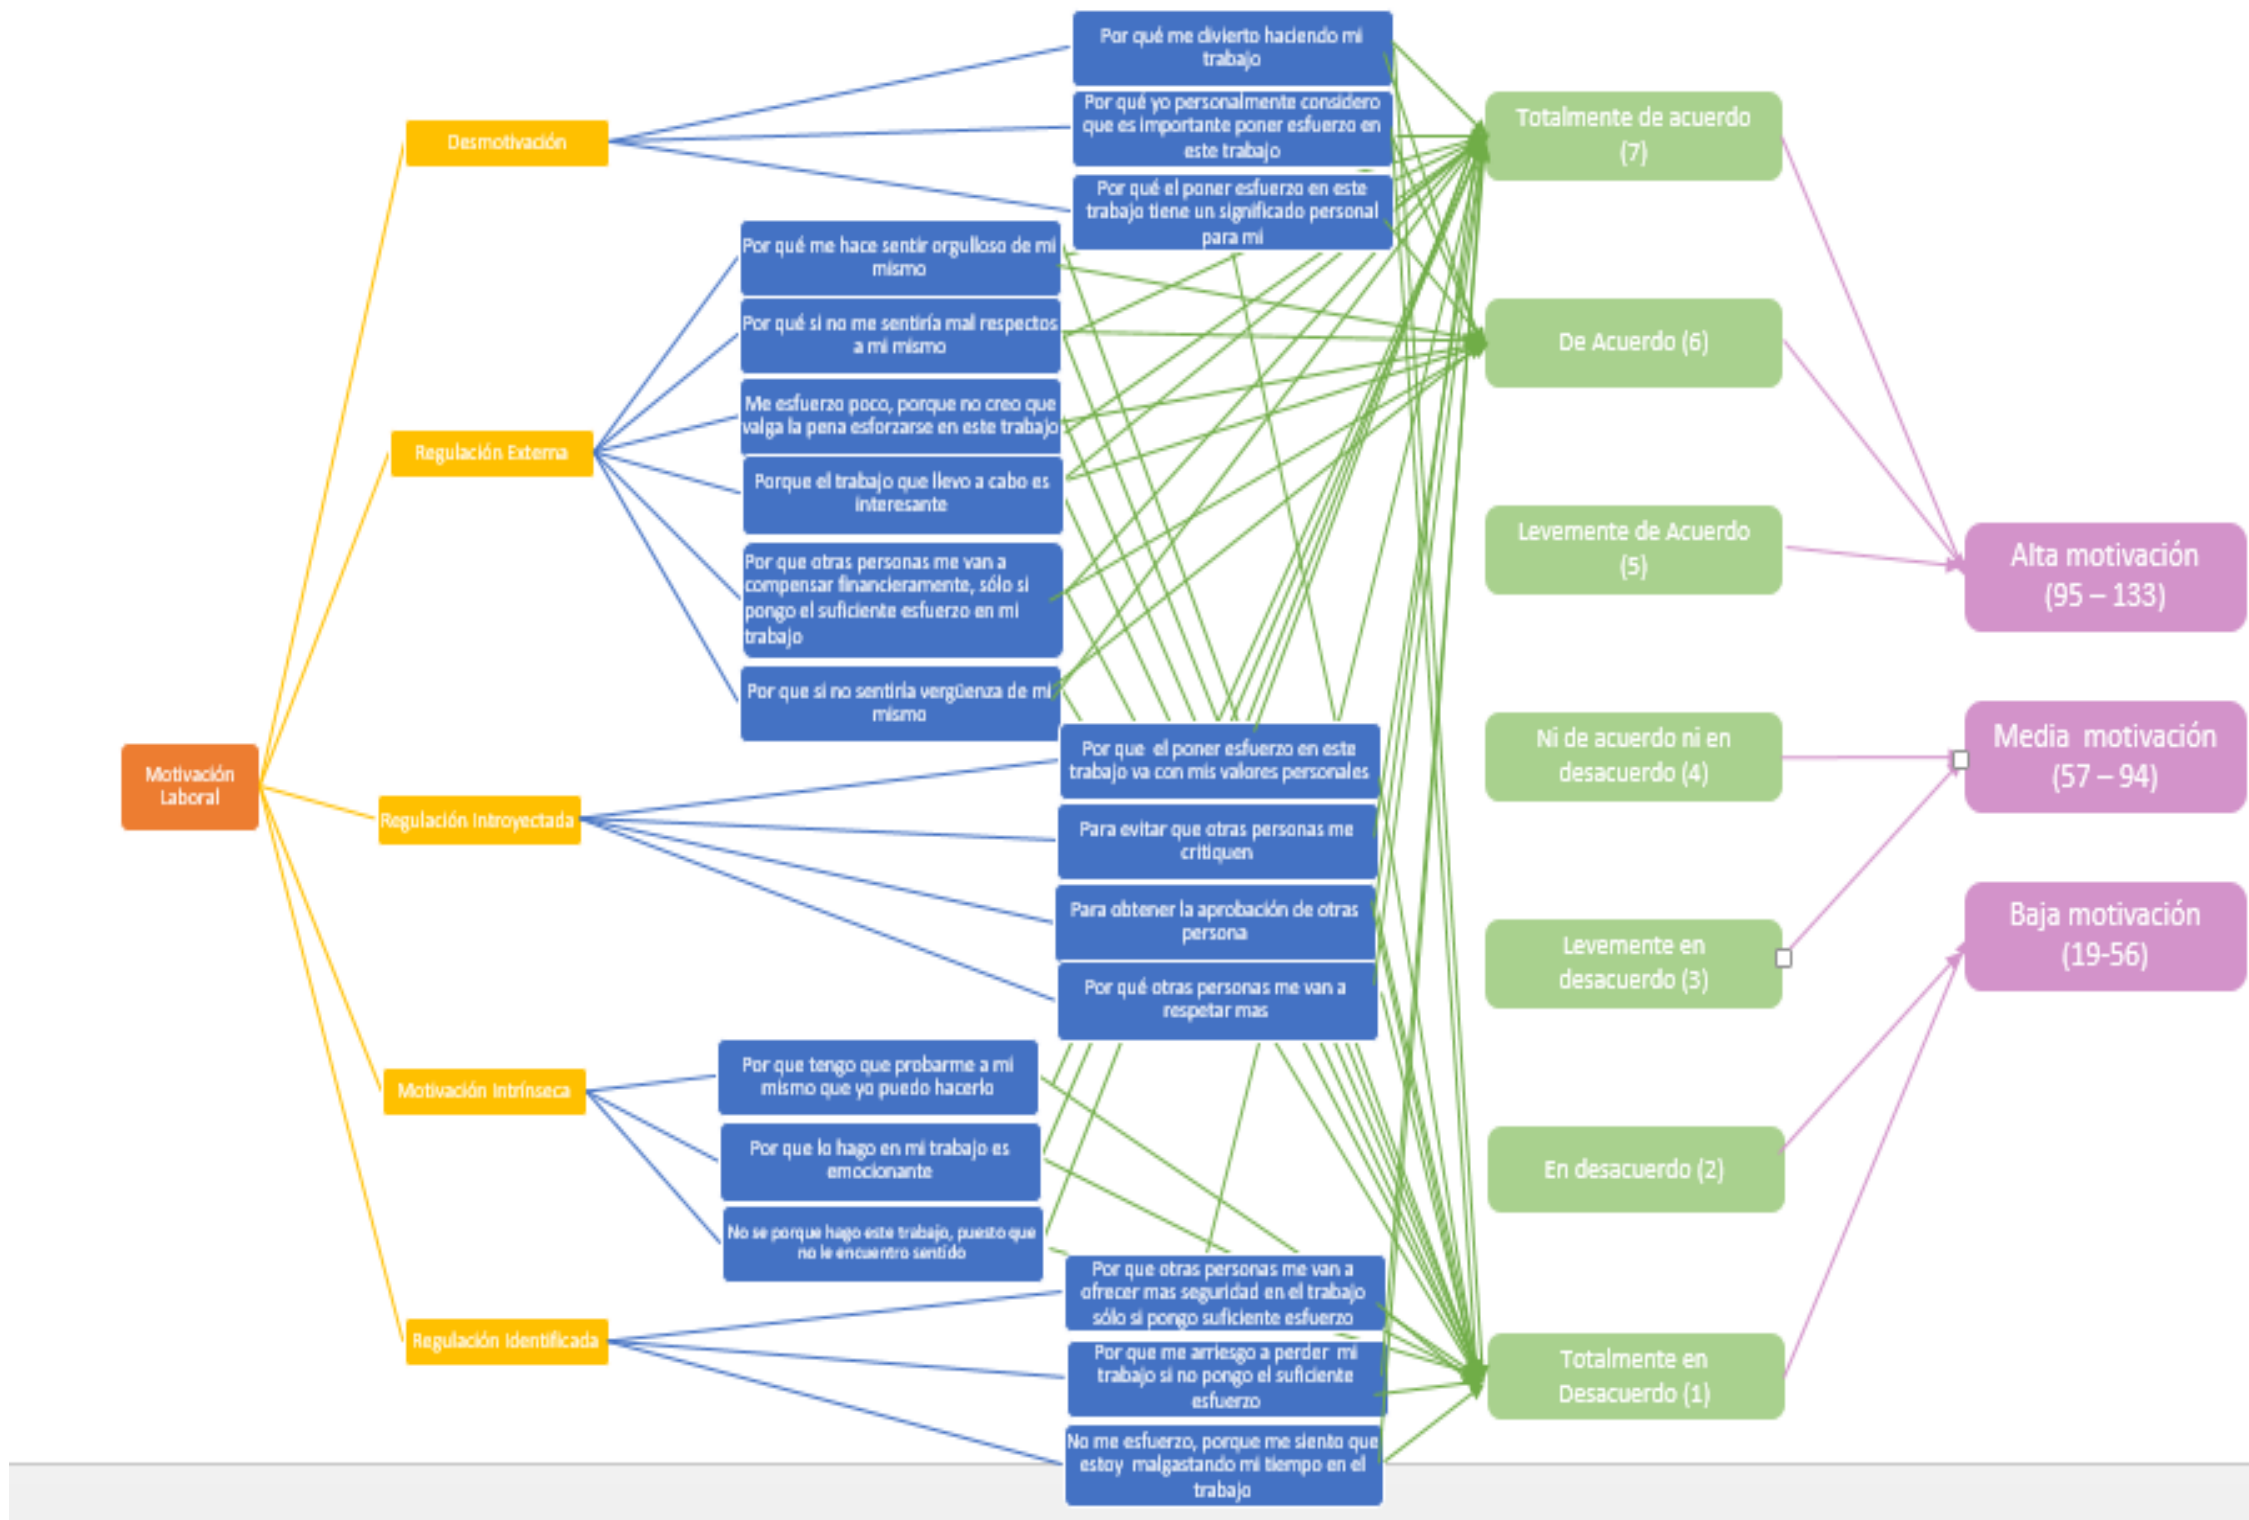 Motivación
Laboral
Desmotivación
Regulación Externa
Regulación Introyectada
Motivación Intrínseca
Regulación Identificada
Por qué me divierto haciendo mi
trabajo
Por qué yo personalmente considero
que es importante poner esfuerzo en
este trabajo
Por qué el poner esfuerzo en este
trabajo tiene un significado personal
para mi
Por qué me hace sentir orgulloso de mi
mismo
Por qué si no me sentiría mal respectos
a mi mismo
Me esfuerzo poco, porque no creo que
valga la pena esforzarse en este trabajo
Porque el trabajo que llevo a cabo es
interesante
Por que otras personas me van a
compensar financieramente, sólo si
pongo el suficiente esfuerzo en mi
trabajo
Por que si no sentiría vergüenza de mi
mismo
Por que el poner esfuerzo en este
trabajo va con mis valores personales
Para evitar que otras personas me
critiquen
Para obtener la aprobación de otras
persona
Por qué otras personas me van a
respetar mas
Por que tengo que probarme a mi
mismo que yo puedo hacerlo
Por que lo hago en mi trabajo es
emocionante
No se porque hago este trabajo, puesto que
no le encuentro sentido
Por que otras personas me van a
ofrecer mas seguridad en el trabajo
sólo si pongo suficiente esfuerzo
Por que me arriesgo a perder mi
trabajo si no pongo el suficiente
esfuerzo
No me esfuerzo, porque me siento que
estoy malgastando mi tiempo en el
trabajo
Totalmente de acuerdo
(7)
De Acuerdo (6)
Levemente de Acuerdo
(5)
Ni de acuerdo ni en
desacuerdo (4)
Levemente en
desacuerdo (3)
En desacuerdo (2)
Totalmente en
Desacuerdo (1)
Alta motivación
(95 – 133)
Media motivación
(57 – 94)
Baja motivación
(19-56)